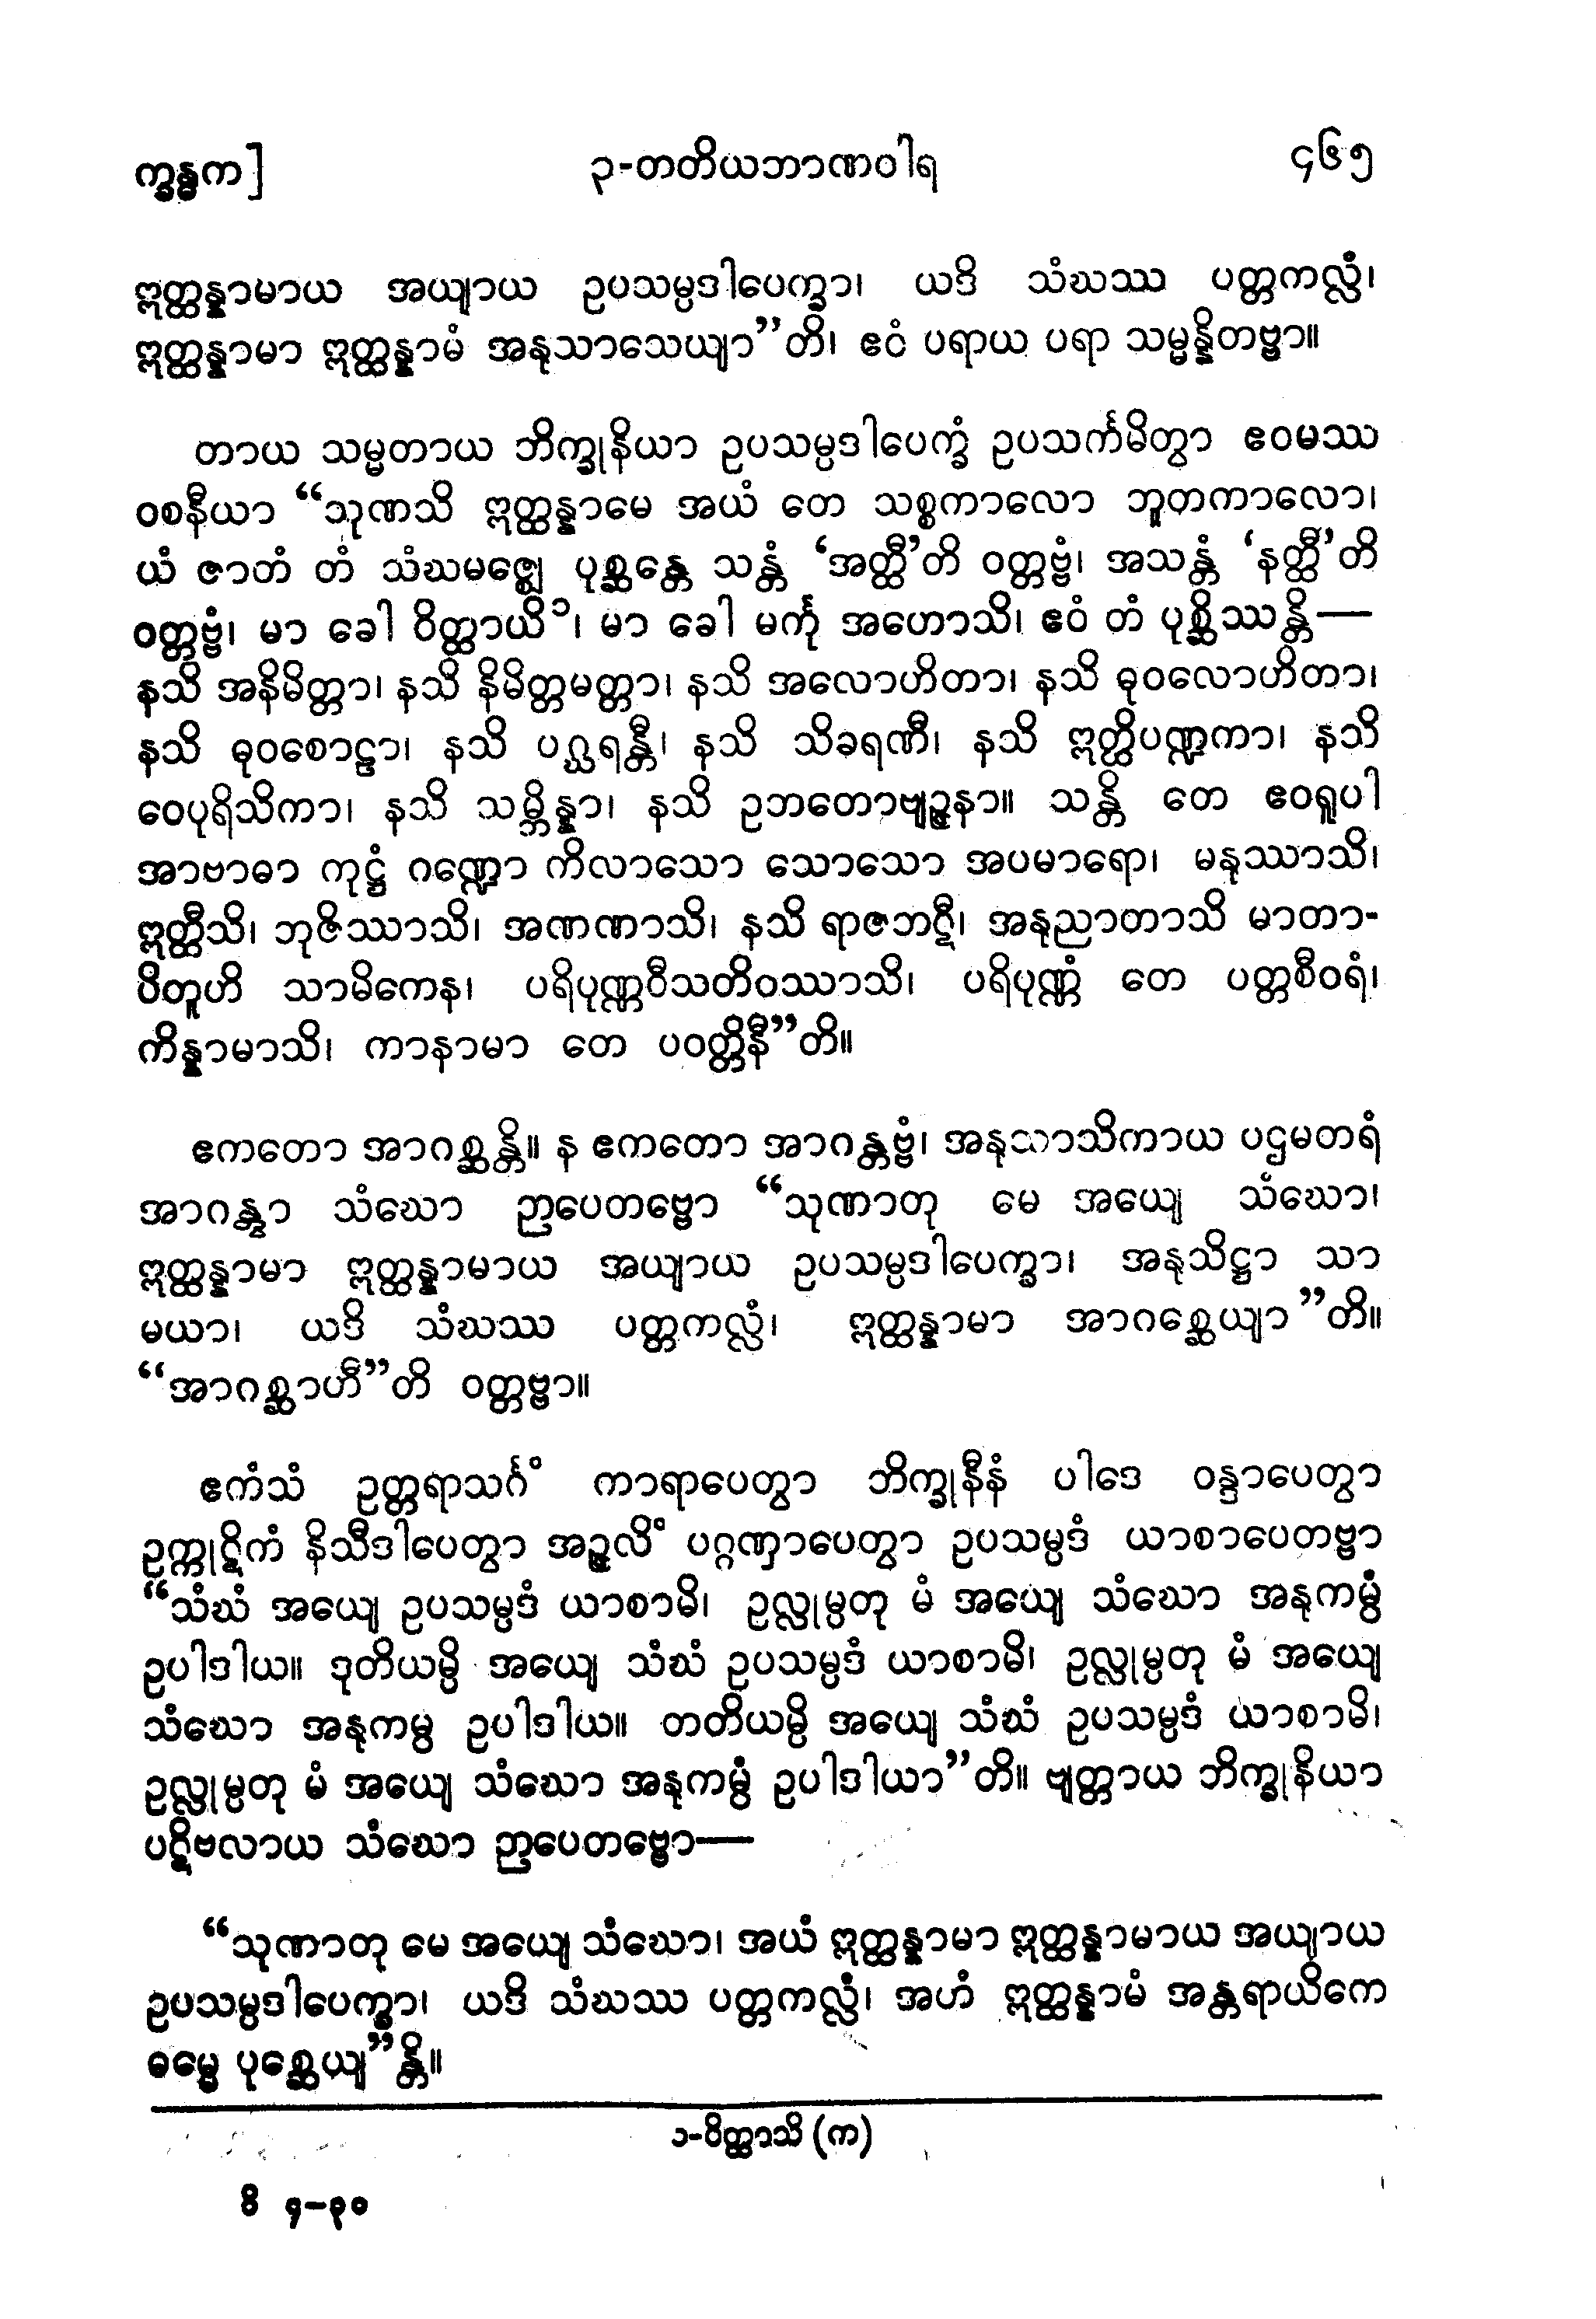 က္ခန္ဓက]
၃-တတိယဘာဏဝါရ
၄၆၅
ဣတ္ထန္နာမာယ အယျာယ ဥပသမ္ပဒါပေက္ခာ၊ ယဒိ သံဃဿ ပတ္တကလ္လံ၊
ဣတ္ထန္နာမာ ဣတ္ထန္နာမံ အနုသာသေယျာ”တိ၊ ဧဝံ ပရာယ ပရာ သမ္မန္နိတဗ္ဗာ။
တာယ သမ္မတာယ ဘိက္ခုနိယာ ဥပသမ္ပဒါပေက္ခံ ဥပသင်္ကမိတွာ ဧဝမဿ
ဝစနီယာ “သုဏသိ ဣတ္ထန္နာမေ အယံ တေ သစ္စကာလော ဘူတကာလော၊
ယံ ဇာတံ တံ သံဃမဇ္ဈေ ပုစ္ဆန္တေ သန္တံ ‘အတ္ထီ’တိ ဝတ္တဗ္ဗံ၊ အသန္တံ ‘နတ္ထီ’တိ
ဝတ္တဗ္ဗံ၊ မာ ခေါ ဝိတ္ထာယိ၁၊ မာ ခေါ မင်္ကု အဟောသိ၊ ဧဝံ တံ ပုစ္ဆိဿန္တိ—
နသိ အနိမိတ္တာ၊ နသိ နိမိတ္တမတ္တာ၊ နသိ အလောဟိတာ၊ နသိ ဓုဝလောဟိတာ၊
နသိ ဓုဝစောဠာ၊ နသိ ပဂ္ဃရန္တီ၊ နသိ သိခရဏီ၊ နသိ ဣတ္ထိပဏ္ဍကာ၊ နသိ
ဝေပုရိသိကာ၊ နသိ သမ္ဘိန္နာ၊ နသိ ဥဘတောဗျဉ္ဇနာ။ သန္တိ တေ ဧဝရူပါ
အာဗာဓာ ကုဋ္ဌံ ဂဏ္ဍော ကိလာသော သောသော အပမာရော၊ မနုဿာသိ၊
ဣတ္ထီသိ၊ ဘုဇိဿာသိ၊ အဏဏာသိ၊ နသိ ရာဇဘဋီ၊ အနုညာတာသိ မာတာ-
ပိတူဟိ သာမိကေန၊ ပရိပုဏ္ဏဝီသတိဝဿာသိ၊ ပရိပုဏ္ဏံ တေ ပတ္တစီဝရံ၊
ကိန္နာမာသိ၊ ကာနာမာ တေ ပဝတ္တိနီ”တိ။
ဧကတော အာဂစ္ဆန္တိ။ န ဧကတော အာဂန္တဗ္ဗံ၊ အနုသာသိကာယ ပဌမတရံ
အာဂန္တွာ သံဃော ဉာပေတဗ္ဗော “သုဏာတု မေ အယျေ သံဃော၊
ဣတ္ထန္နာမာ ဣတ္ထန္နာမာယ အယျာယ ဥပသမ္ပဒါပေက္ခာ၊ အနုသိဋ္ဌာ သာ
မယာ၊ ယဒိ သံဃဿ ပတ္တကလ္လံ၊ ဣတ္ထန္နာမာ အာဂစ္ဆေယျာ”တိ။
“အာဂစ္ဆာဟီ”တိ ဝတ္တဗ္ဗာ။
ဧကံသံ ဥတ္တရာသင်္ဂံ ကာရာပေတွာ ဘိက္ခုနီနံ ပါဒေ ဝန္ဒာပေတွာ
ဥက္ကုဋိကံ နိသီဒါပေတွာ အဉ္ဇလိံ ပဂ္ဂဏှာပေတွာ ဥပသမ္ပဒံ ယာစာပေတဗ္ဗာ
“သံဃံ အယျေ ဥပသမ္ပဒံ ယာစာမိ၊ ဥလ္လုမ္ပတု မံ အယျေ သံဃော အနုကမ္ပံ
ဥပါဒါယ။ ဒုတိယမ္ပိ အယျေ သံဃံ ဥပသမ္ပဒံ ယာစာမိ၊ ဥလ္လုမ္ပတု မံ အယျေ
သံဃော အနုကမ္ပ ဥပါဒါယ။ တတိယမ္ပိ အယျေ သံဃံ ဥပသမ္ပဒံ ယာစာမိ၊
ဥလ္လုမ္ပတု မံ အယျေ သံဃော အနုကမ္ပံ ဥပါဒါယာ”တိ။ ဗျတ္တာယ ဘိက္ခုနိယာ
ပဋိဗလာယ သံဃော ဉာပေတဗ္ဗော—
“သုဏာတု မေ အယျေ သံဃော၊ အယံ ဣတ္ထန္နာမာ ဣတ္ထန္နာမာယ အယျာယ
ဥပသမ္ပဒါပေက္ခာ၊ ယဒိ သံဃဿ ပတ္တကလ္လံ၊ အဟံ ဣတ္ထန္နာမံ အန္တရာယိကေ
ဓမ္မေ ပုစ္ဆေယျ”န္တိ။
၁-ဝိတ္ထာသိ (က)
ဝိ ၄-၃၀